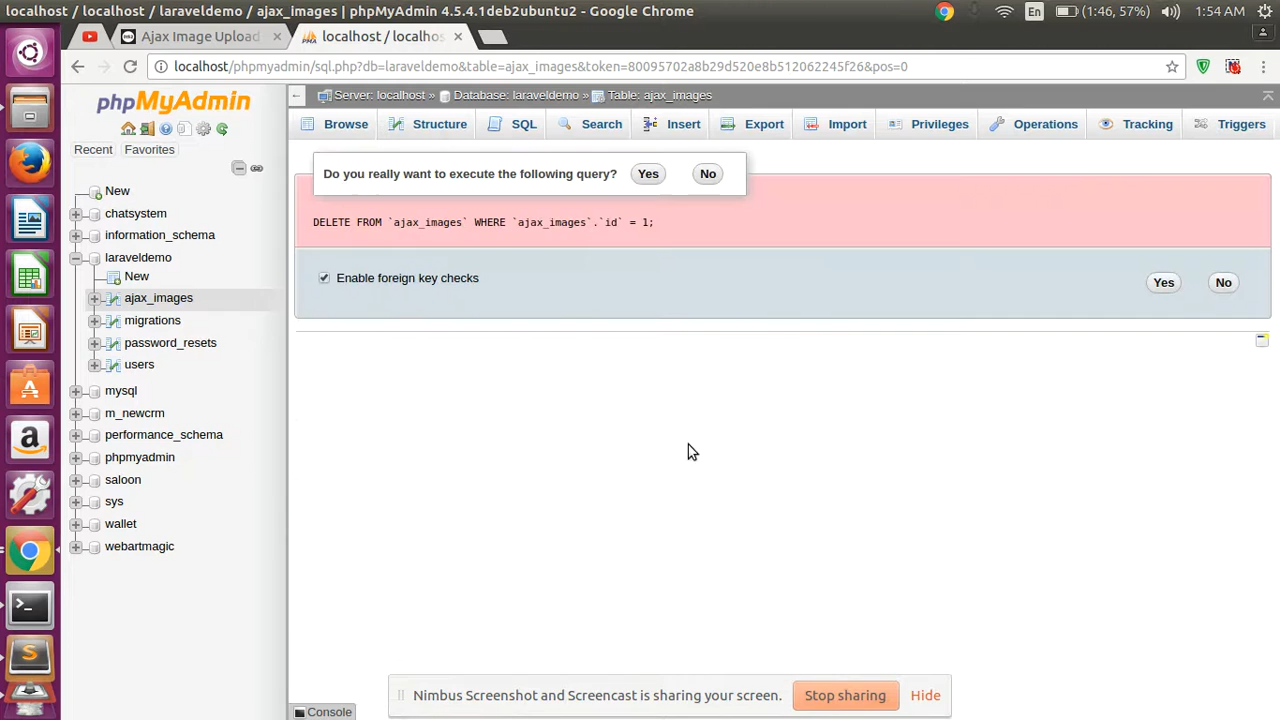 localhost / localhost / laraveldemo / ajax_images | phpMyAdmin 4.5.4.1deb2ubuntu2 - Google Chrome
En
(1:46, 57%)
1:54 AM
Ajax Image Upload
localhost / localhos
localhost/phpmyadmin/sql.php?db=laraveldemo&table=ajax_images&token=80095702a8b29d520e8b512062245f26&pos=0
phpMyAdmin
Recent
Favorites
New
chatsystem
information_schema
laraveldemo
New
ajax_images
migrations
password_resets
users
mysql
m_newcrm
performance_schema
phpmyadmin
saloon
sys
wallet
webartmagic
Server: localhost » Database: laraveldemo » Table: ajax_images
Browse
Structure
SQL
Search
Insert
Export
Import
Privileges
Operations
Tracking
Triggers
Do you really want to execute the following query? Yes No
DELETE FROM `ajax_images` WHERE `ajax_images`.`id` = 1;
Enable foreign key checks
Yes No
Nimbus Screenshot and Screencast is sharing your screen. Stop sharing Hide
Console